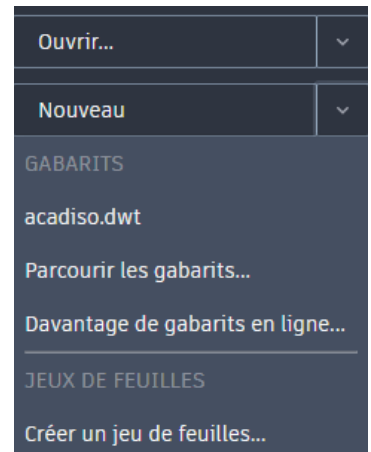 Ouvrir...
Nouveau
GABARITS
acadiso.dwt
Parcourir les gabarits...
Davantage de gabarits en ligne...
JEUX DE FEUILLES
Créer un jeu de feuilles...